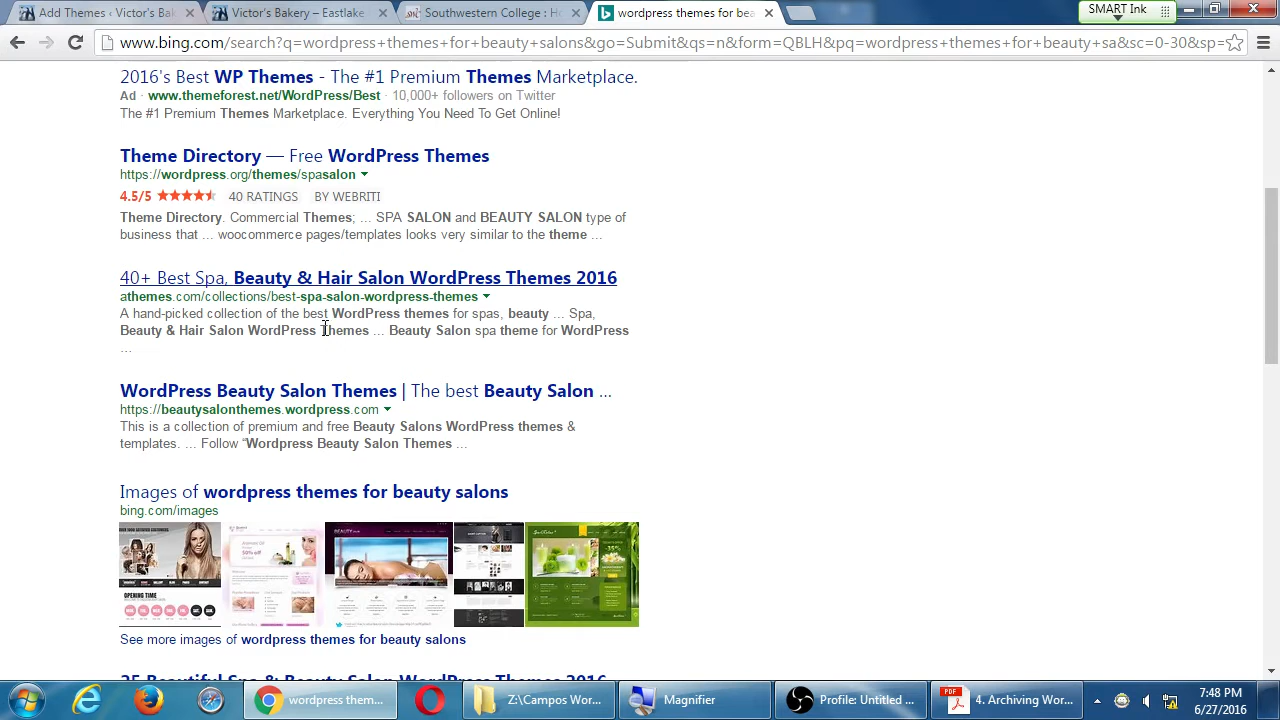 Add Themes ‹ Victor's Bak
Victor's Bakery – Eastlake
Southwestern College : Ho
wordpress themes for bea
SMART Ink
www.bing.com/search?q=wordpress+themes+for+beauty+salons&go=Submit&qs=n&form=QBLH&pq=wordpress+themes+for+beauty+sa&sc=0-30&sp=
2016's Best WP Themes - The #1 Premium Themes Marketplace.
Ad · www.themeforest.net/WordPress/Best · 10,000+ followers on Twitter
The #1 Premium Themes Marketplace. Everything You Need To Get Online!
Theme Directory — Free WordPress Themes
https://wordpress.org/themes/spasalon
4.5/5 40 RATINGS BY WEBRITI
Theme Directory. Commercial Themes; ... SPA SALON and BEAUTY SALON type of
business that ... woocommerce pages/templates looks very similar to the theme ...
40+ Best Spa, Beauty & Hair Salon WordPress Themes 2016
athemes.com/collections/best-spa-salon-wordpress-themes
A hand-picked collection of the best WordPress themes for spas, beauty ... Spa,
Beauty & Hair Salon WordPress Themes ... Beauty Salon spa theme for WordPress
...
WordPress Beauty Salon Themes | The best Beauty Salon ...
https://beautysalonthemes.wordpress.com
This is a collection of premium and free Beauty Salons WordPress themes &
templates. ... Follow “Wordpress Beauty Salon Themes ...
Images of wordpress themes for beauty salons
bing.com/images
OPENING TIME
BEAUTY
See more images of wordpress themes for beauty salons
25 Beautiful Spa & Beauty Salon WordPress Themes 2016
wordpress them...
Z:\Campos Wor...
Magnifier
Profile: Untitled ...
PDF
4. Archiving Wor...
7:48 PM
6/27/2016